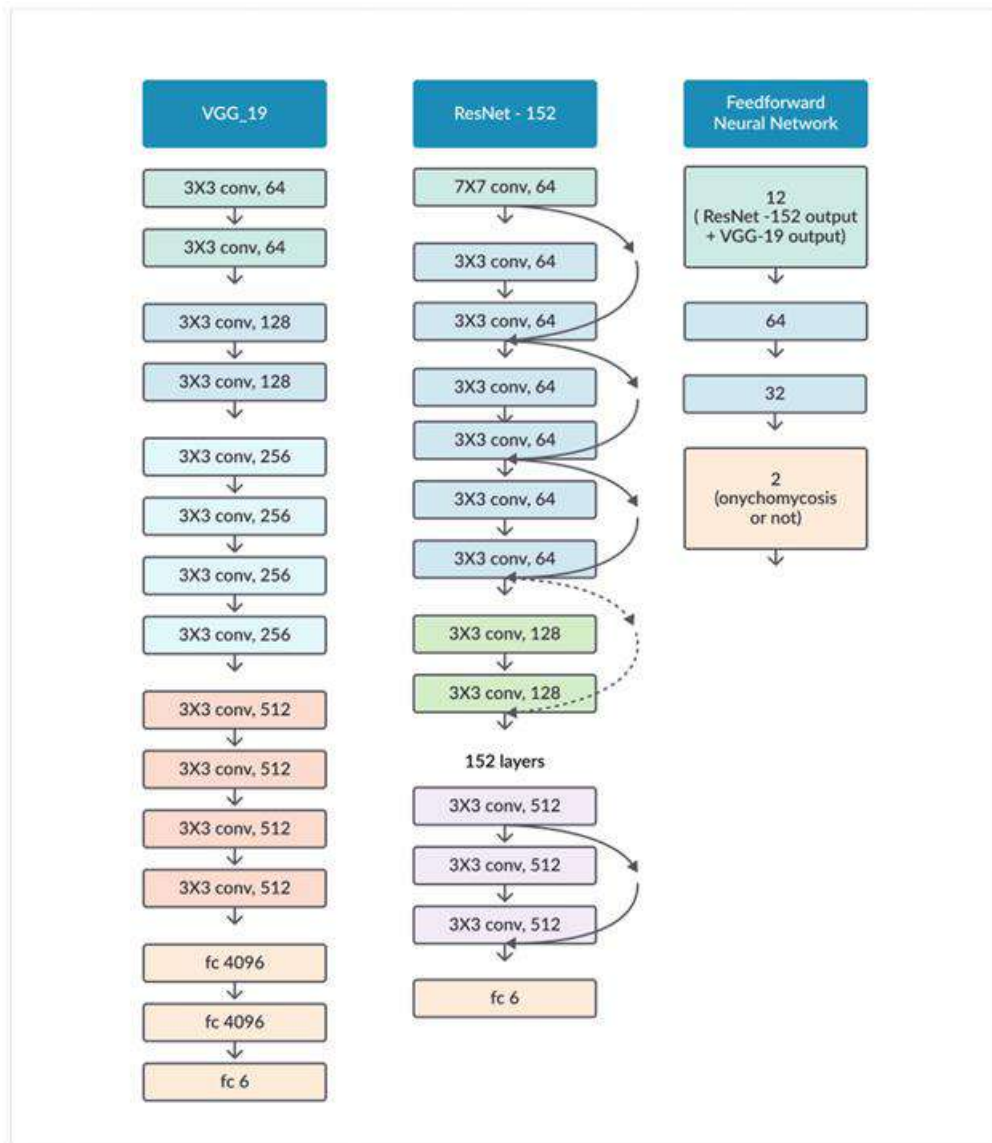 VGG_19
3X3 conv, 64
3X3 conv, 64
3X3 conv, 128
3X3 conv, 128
3X3 conv, 256
3X3 conv, 256
3X3 conv, 256
3X3 conv, 256
3X3 conv, 512
3X3 conv, 512
3X3 conv, 512
3X3 conv, 512
fc 4096
fc 4096
fc 6
ResNet - 152
7X7 conv, 64
3X3 conv, 64
3X3 conv, 64
3X3 conv, 64
3X3 conv, 64
3X3 conv, 64
3X3 conv, 64
3X3 conv, 128
3X3 conv, 128
152 layers
3X3 conv, 512
3X3 conv, 512
3X3 conv, 512
fc 6
Feedforward
Neural Network
12
( ResNet -152 output
+ VGG-19 output)
64
32
2
(onychomycosis
or not)